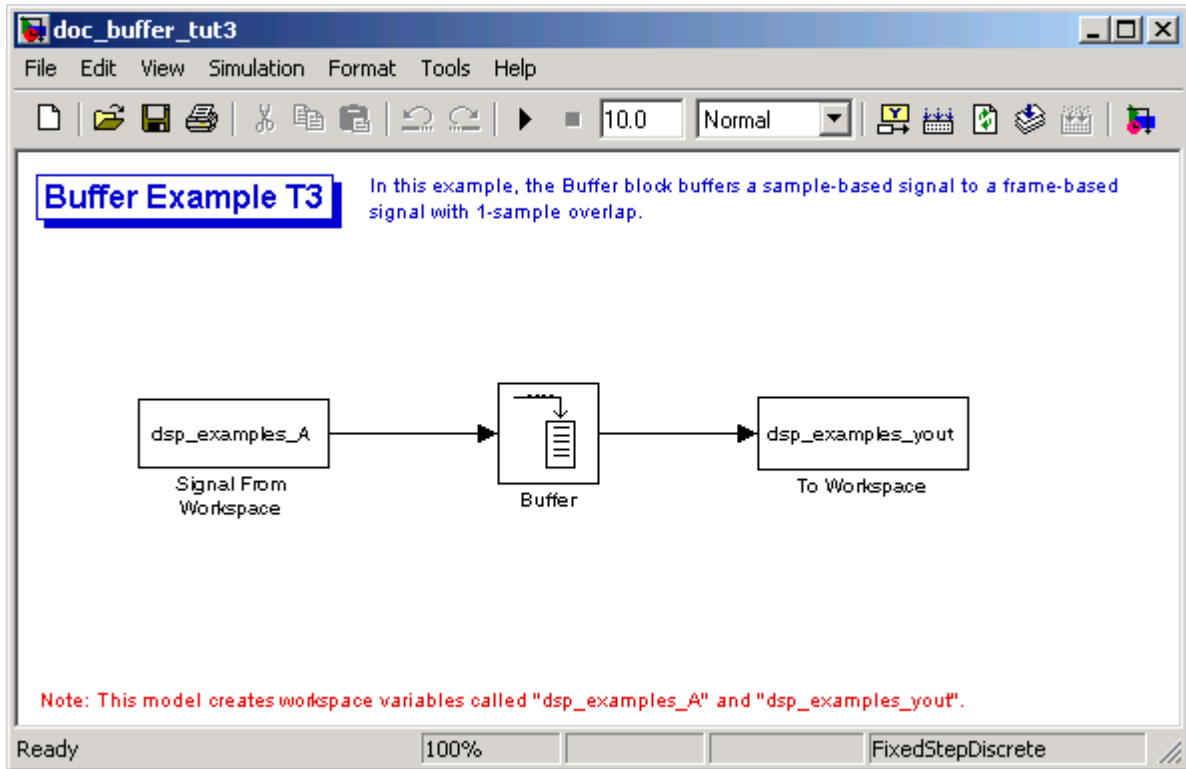 doc_buffer_tut3
File Edit View Simulation Format Tools Help
10.0 Normal
Buffer Example T3
In this example, the Buffer block buffers a sample-based signal to a frame-based
signal with 1-sample overlap.
dsp_examples_A
Signal From
Workspace
Buffer
dsp_examples_yout
To Workspace
Note: This model creates workspace variables called "dsp_examples_A" and "dsp_examples_yout".
Ready 100% FixedStepDiscrete